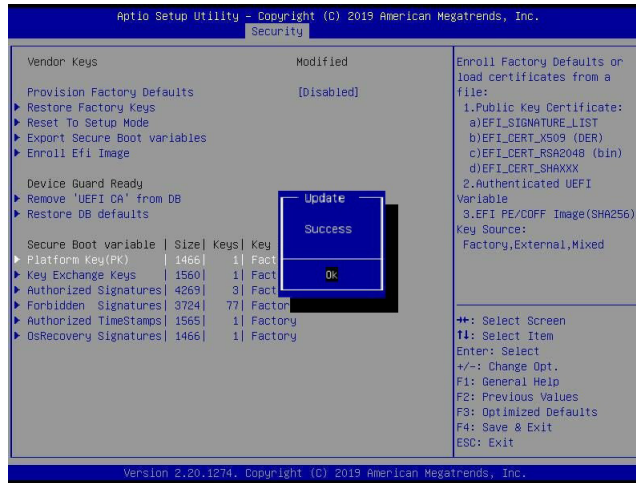 Aptio Setup Utility – Copyright (C) 2019 American Megatrends, Inc.
Security
Vendor Keys Modified
Provision Factory Defaults [Disabled]
Restore Factory Keys
Reset To Setup Mode
Export Secure Boot variables
Enroll Efi Image
Device Guard Ready
Remove 'UEFI CA' from DB
Restore DB defaults
Secure Boot variable | Size| Keys| Key
Platform Key(PK) | 1466| 1| Fact
Key Exchange Keys | 1560| 1| Fact
Authorized Signatures| 4269| 3| Fact
Forbidden Signatures| 3724| 77| Factor
Authorized TimeStamps| 1565| 1| Factory
OsRecovery Signatures| 1466| 1| Factory
Update
Success
Ok
Enroll Factory Defaults or
load certificates from a
file:
1.Public Key Certificate:
a)EFI_SIGNATURE_LIST
b)EFI_CERT_X509 (DER)
c)EFI_CERT_RSA2048 (bin)
d)EFI_CERT_SHAXXX
2.Authenticated UEFI
Variable
3.EFI PE/COFF Image(SHA256)
Key Source:
Factory,External,Mixed
→←: Select Screen
↑↓: Select Item
Enter: Select
+/-: Change Opt.
F1: General Help
F2: Previous Values
F3: Optimized Defaults
F4: Save & Exit
ESC: Exit
Version 2.20.1274. Copyright (C) 2019 American Megatrends, Inc.